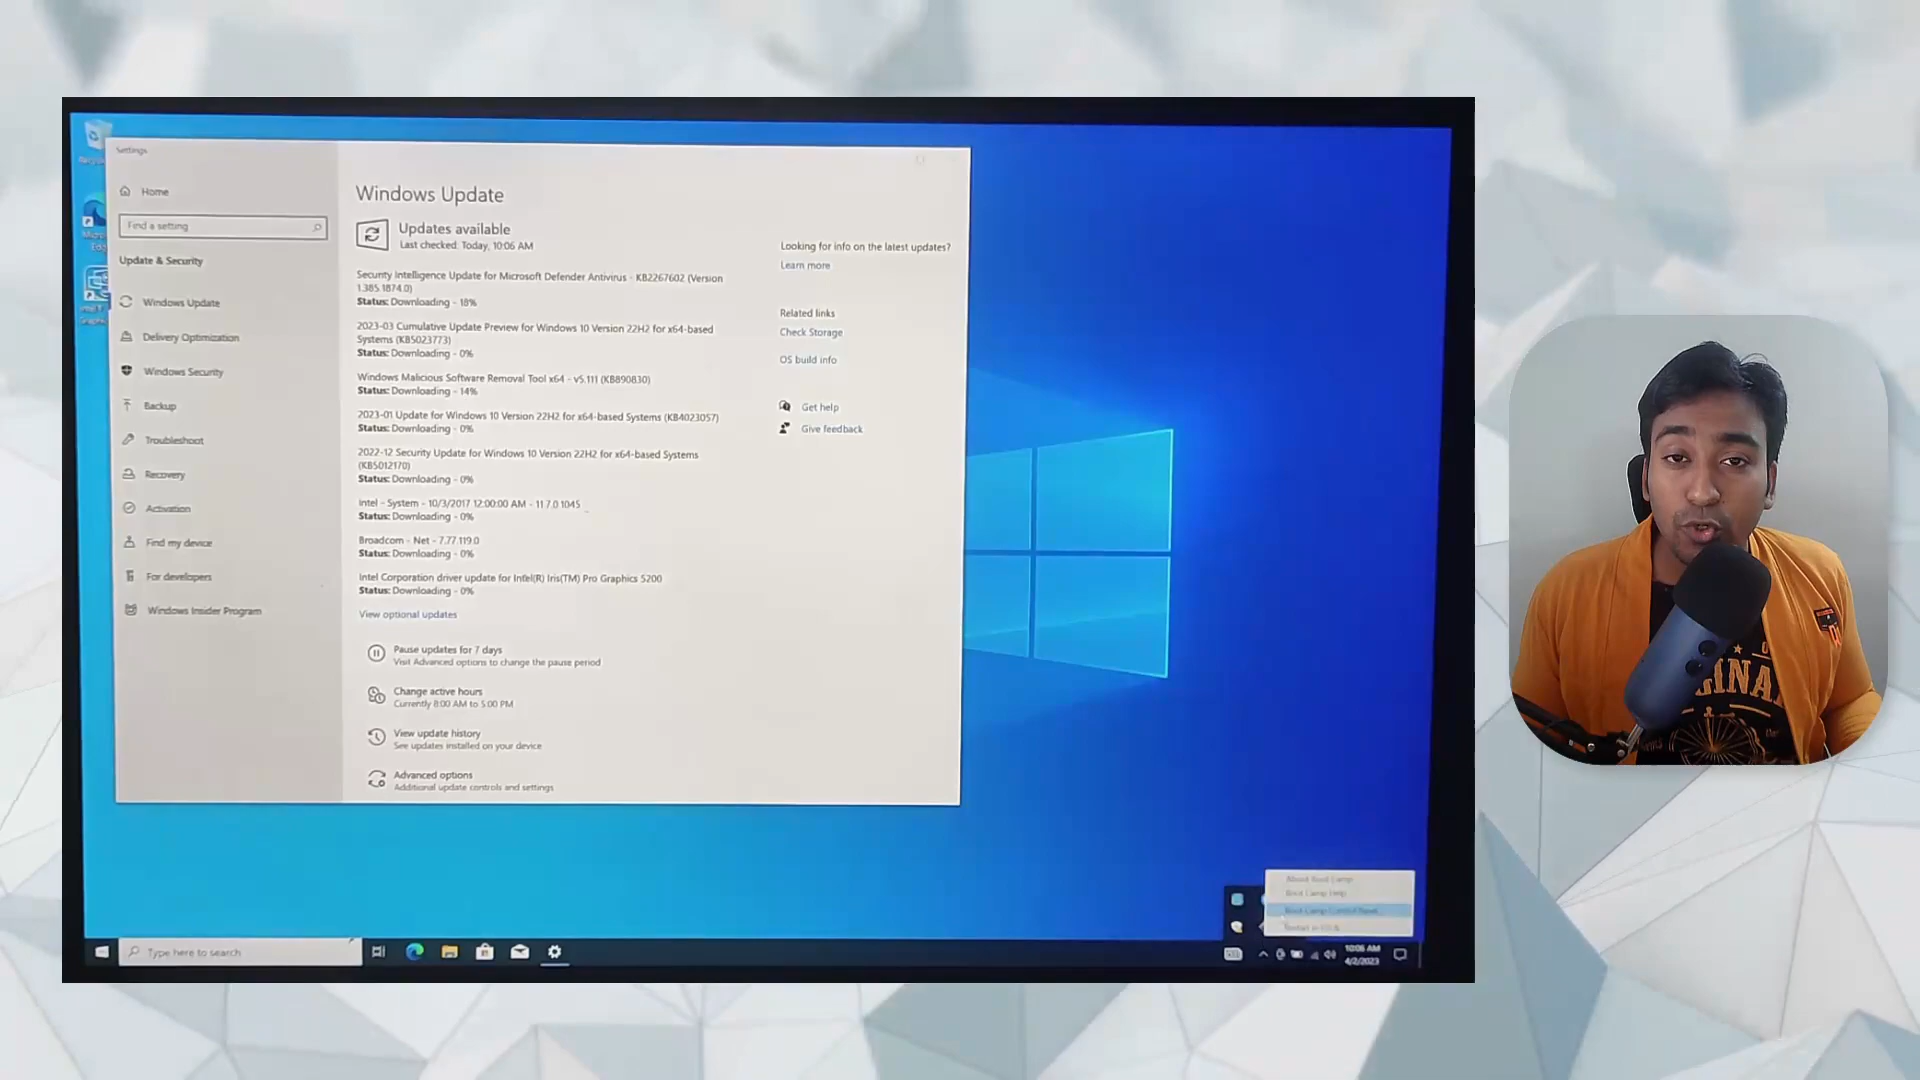 Settings
Home
Find a setting
Update & Security
Windows Update
Delivery Optimization
Windows Security
Backup
Troubleshoot
Recovery
Activation
Find my device
For developers
Windows Insider Program
Windows Update
Updates available
Last checked: Today, 10:06 AM
Security Intelligence Update for Microsoft Defender Antivirus - KB2267602 (Version
1.385.1874.0)
Status: Downloading - 18%
2023-03 Cumulative Update Preview for Windows 10 Version 22H2 for x64-based
Systems (KB5023773)
Status: Downloading - 0%
Windows Malicious Software Removal Tool x64 - v5.111 (KB890830)
Status: Downloading - 14%
2023-01 Update for Windows 10 Version 22H2 for x64-based Systems (KB4023057)
Status: Downloading - 0%
2022-12 Security Update for Windows 10 Version 22H2 for x64-based Systems
(KB5012170)
Status: Downloading - 0%
Intel - System - 10/3/2017 12:00:00 AM - 11.7.0.1045
Status: Downloading - 0%
Broadcom - Net - 7.77.119.0
Status: Downloading - 0%
Intel Corporation driver update for Intel(R) Iris(TM) Pro Graphics 5200
Status: Downloading - 0%
View optional updates
Pause updates for 7 days
Visit Advanced options to change the pause period
Change active hours
Currently 8:00 AM to 5:00 PM
View update history
See updates installed on your device
Advanced options
Additional update controls and settings
Looking for info on the latest updates?
Learn more
Related links
Check Storage
OS build info
Get help
Give feedback
About Boot Camp
Boot Camp Help
Boot Camp Control Panel
Type here to search
10:06 AM
4/2/2023